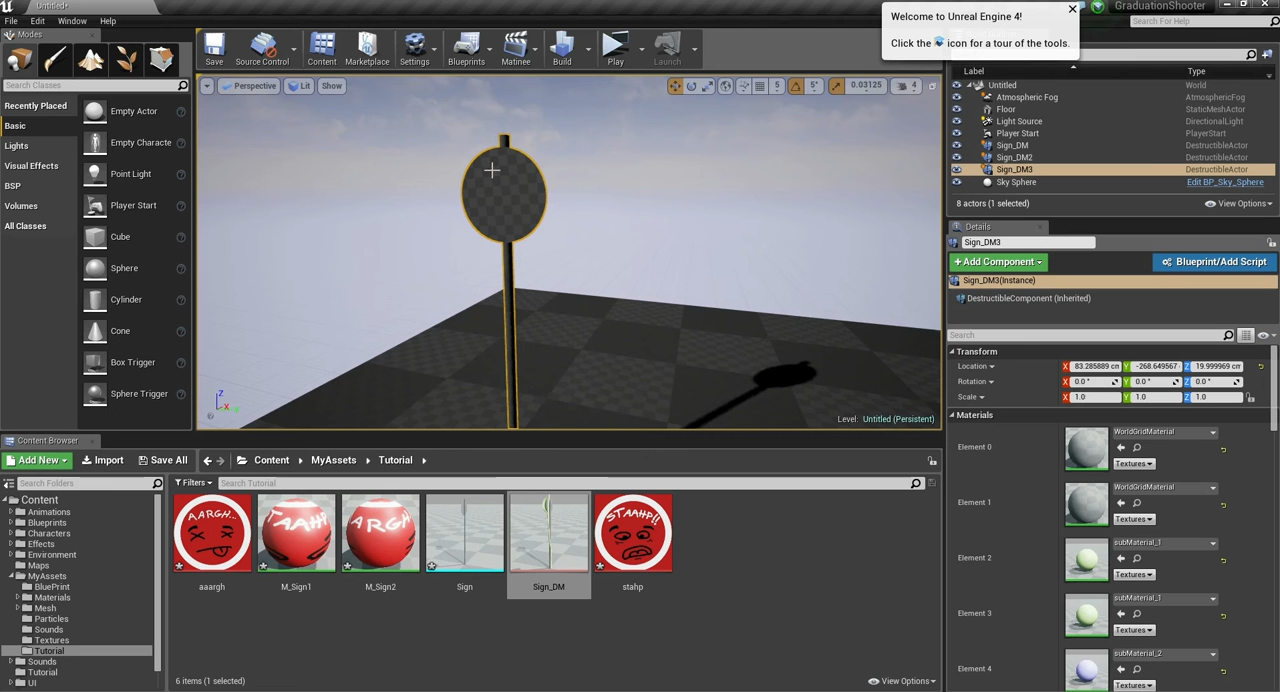 Untitled*
GraduationShooter
File Edit Window Help
Welcome to Unreal Engine 4!
Click the icon for a tour of the tools.
Search For Help
Modes
Save Source Control Content Marketplace Settings Blueprints Matinee Build Play Launch
Search Classes
Recently Placed
Basic
Lights
Visual Effects
BSP
Volumes
All Classes
Empty Actor
Empty Characte
Point Light
Player Start
Cube
Sphere
Cylinder
Cone
Box Trigger
Sphere Trigger
Perspective Lit Show
5 5° 0.03125 4
Z
X
Level: Untitled (Persistent)
Label Type
Untitled World
Atmospheric Fog AtmosphericFog
Floor StaticMeshActor
Light Source DirectionalLight
Player Start PlayerStart
Sign_DM DestructibleActor
Sign_DM2 DestructibleActor
Sign_DM3 DestructibleActor
Sky Sphere Edit BP_Sky_Sphere
8 actors (1 selected) View Options
Details
Sign_DM3
+ Add Component Blueprint/Add Script
Sign_DM3(Instance)
DestructibleComponent (Inherited)
Search
Transform
Location X 83.285889 cm Y -268.649567 Z 19.999969 cm
Rotation X 0.0 ° Y 0.0 ° Z 0.0 °
Scale X 1.0 Y 1.0 Z 1.0
Materials
Element 0 WorldGridMaterial
Textures
Element 1 WorldGridMaterial
Textures
Element 2 subMaterial_1
Textures
Element 3 subMaterial_1
Textures
Element 4 subMaterial_2
Textures
Content Browser
Add New Import Save All Content MyAssets Tutorial
Search Folders
Filters Search Tutorial
Content
Animations
Blueprints
Characters
Effects
Environment
Maps
MyAssets
BluePrint
Materials
Mesh
Particles
Sounds
Textures
Tutorial
Sounds
Tutorial
UI
AARGH...
TAAHP
ARGH
STAAHP!!
aaargh M_Sign1 M_Sign2 Sign Sign_DM stahp
6 items (1 selected) View Options